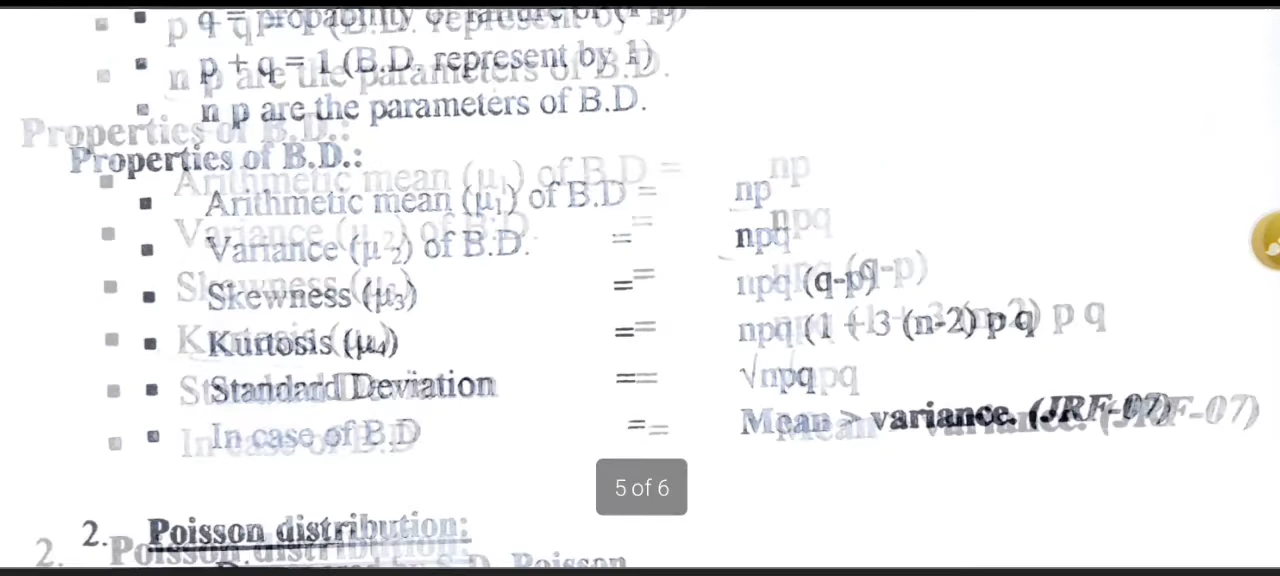 q = probability of failure or (1-p)
p + q = 1 (B.D. represent by 1)
n p are the parameters of B.D.
Properties of B.D.:
Arithmetic mean (μ1) of B.D = np
Variance (μ2) of B.D. = npq
Skewness (μ3) = npq (q-p)
Kurtosis (μ4) = npq (1 + 3 (n-2) p q
Standard Deviation = √npq
In case of B.D = Mean > variance. (JRF-07)
5 of 6
2. Poisson distribution: